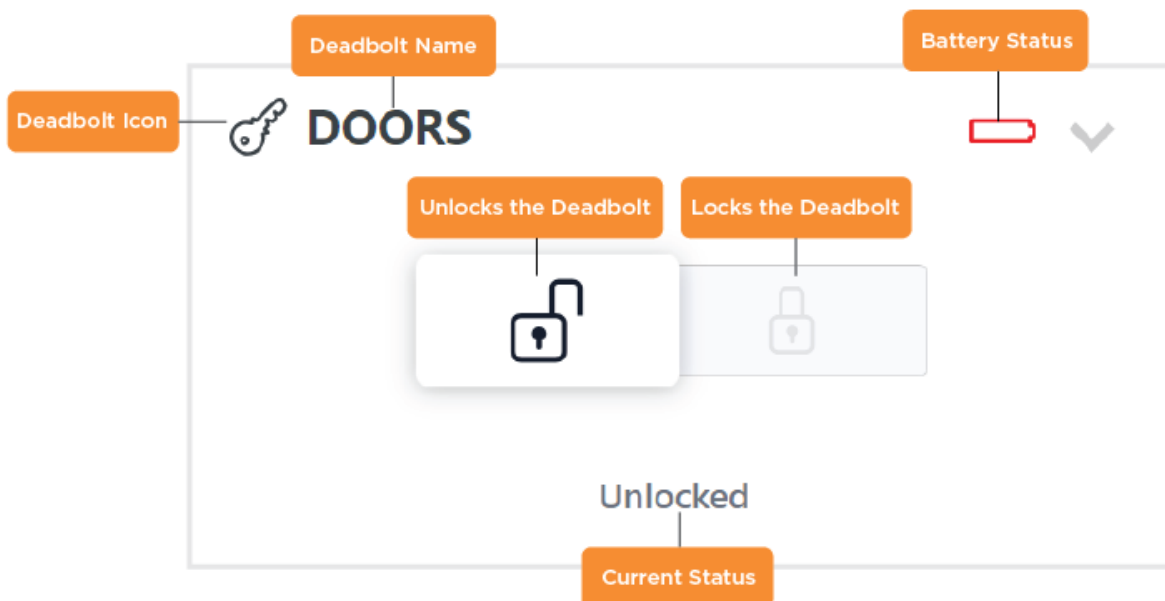 Deadbolt Name
Battery Status
Deadbolt Icon
DOORS
Unlocks the Deadbolt
Locks the Deadbolt
Unlocked
Current Status